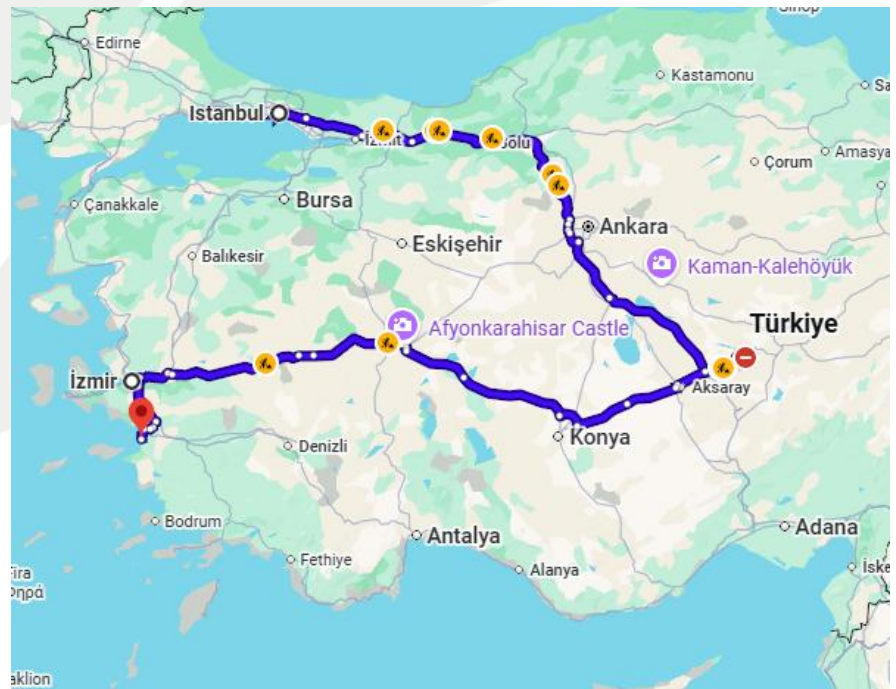 Sinop
Edirne
Kastamonu
Sa
Istanbul
İzmit
Bolu
Çorum
Amasya
Çanakkale
Bursa
Ankara
Eskişehir
Balıkesir
Kaman-Kalehöyük
Afyonkarahisar Castle
Türkiye
İzmir
Aksaray
Konya
Denizli
Bodrum
Antalya
Adana
Fethiye
Alanya
İske
Fira
Θηρά
aklion